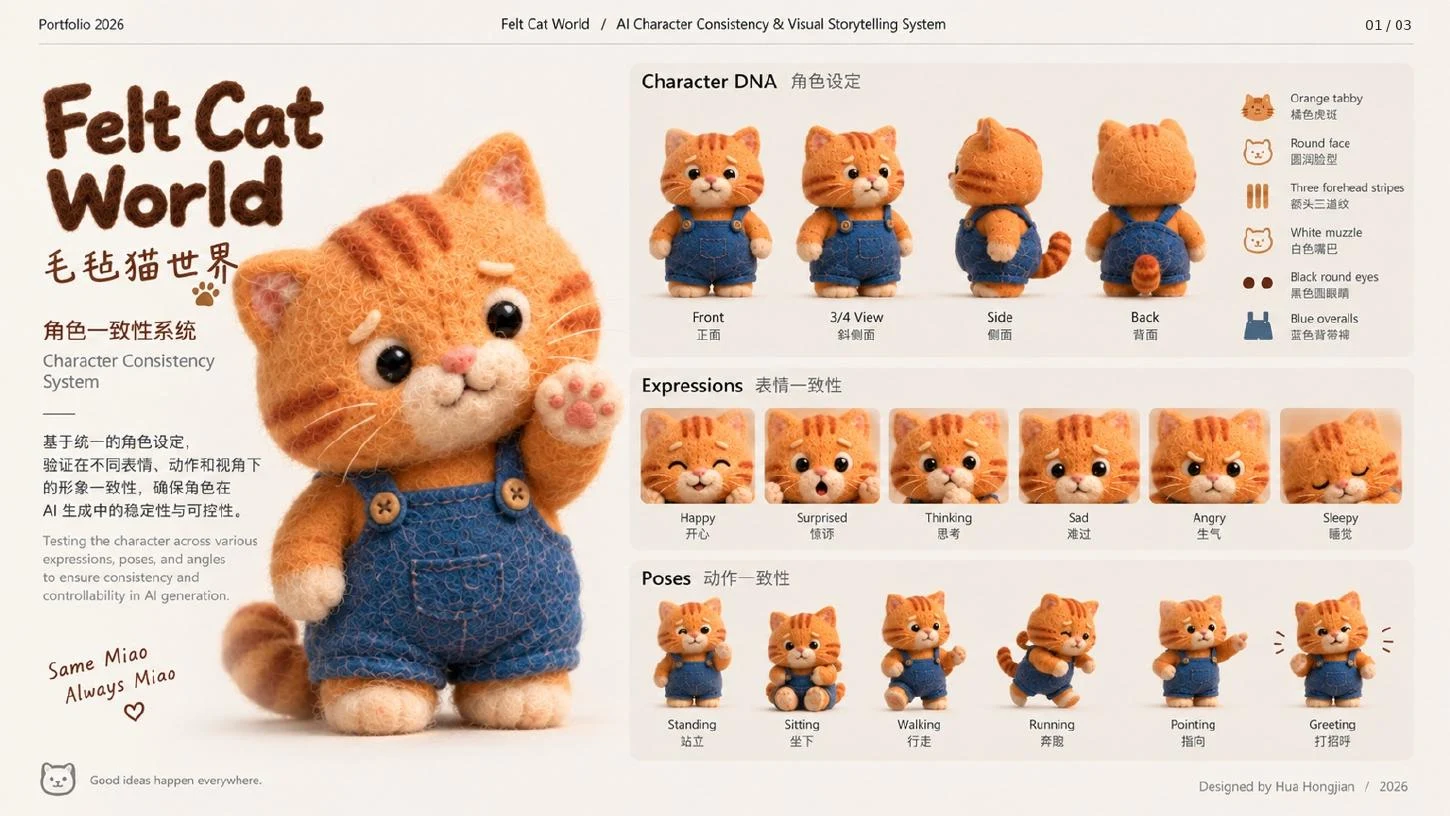 Portfolio 2026
Felt Cat World / AI Character Consistency & Visual Storytelling System
01 / 03
Felt Cat
World
毛毡猫世界
角色一致性系统
Character Consistency
System
基于统一的角色设定，
验证在不同表情、动作和视角下
的形象一致性，确保角色在
AI 生成中的稳定性与可控性。
Testing the character across various
expressions, poses, and angles
to ensure consistency and
controllability in AI generation.
Same Miao
Always Miao
Good ideas happen everywhere.
Character DNA 角色设定
Front
正面
3/4 View
斜侧面
Side
侧面
Back
背面
Orange tabby
橘色虎斑
Round face
圆润脸型
Three forehead stripes
额头三道纹
White muzzle
白色嘴巴
Black round eyes
黑色圆眼睛
Blue overalls
蓝色背带裤
Expressions 表情一致性
Happy
开心
Surprised
惊讶
Thinking
思考
Sad
难过
Angry
生气
Sleepy
睡觉
Poses 动作一致性
Standing
站立
Sitting
坐下
Walking
行走
Running
奔跑
Pointing
指向
Greeting
打招呼
Designed by Hua Hongjian / 2026